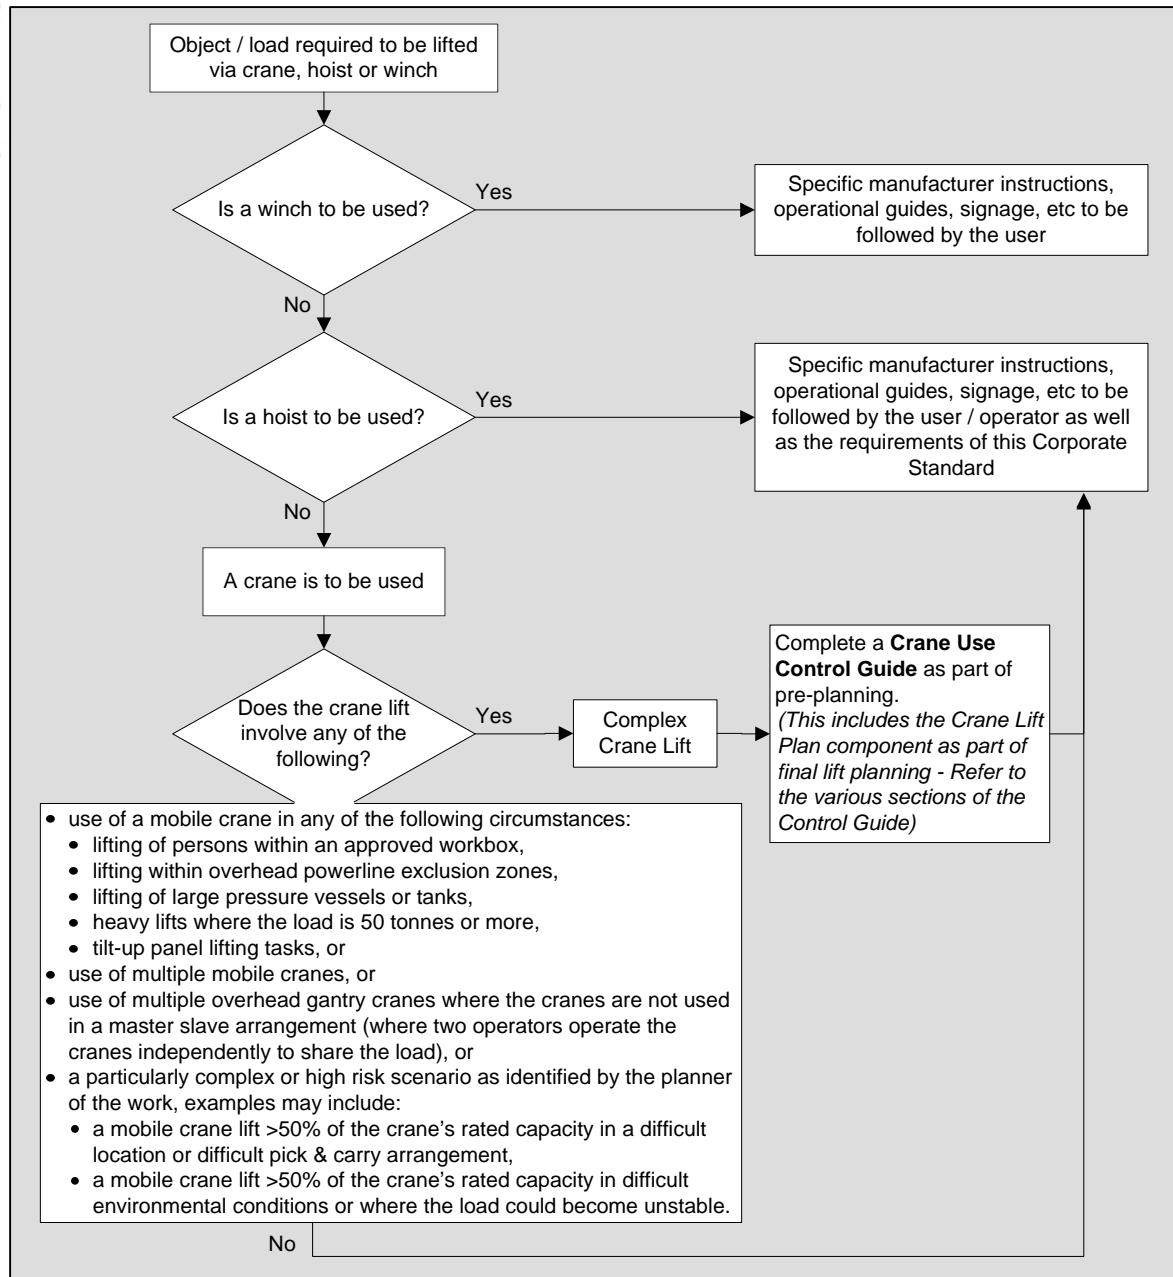 Object / load required to be lifted
via crane, hoist or winch
Is a winch to be used?
Yes
Specific manufacturer instructions,
operational guides, signage, etc to be
followed by the user
No
Is a hoist to be used?
Yes
Specific manufacturer instructions,
operational guides, signage, etc to be
followed by the user / operator as well
as the requirements of this Corporate
Standard
No
A crane is to be used
Does the crane lift
involve any of the
following?
Yes
Complex
Crane Lift
Complete a Crane Use
Control Guide as part of
pre-planning.
(This includes the Crane Lift
Plan component as part of
final lift planning - Refer to
the various sections of the
Control Guide)
• use of a mobile crane in any of the following circumstances:
• lifting of persons within an approved workbox,
• lifting within overhead powerline exclusion zones,
• lifting of large pressure vessels or tanks,
• heavy lifts where the load is 50 tonnes or more,
• tilt-up panel lifting tasks, or
• use of multiple mobile cranes, or
• use of multiple overhead gantry cranes where the cranes are not used
in a master slave arrangement (where two operators operate the
cranes independently to share the load), or
• a particularly complex or high risk scenario as identified by the planner
of the work, examples may include:
• a mobile crane lift >50% of the crane's rated capacity in a difficult
location or difficult pick & carry arrangement,
• a mobile crane lift >50% of the crane's rated capacity in difficult
environmental conditions or where the load could become unstable.
No